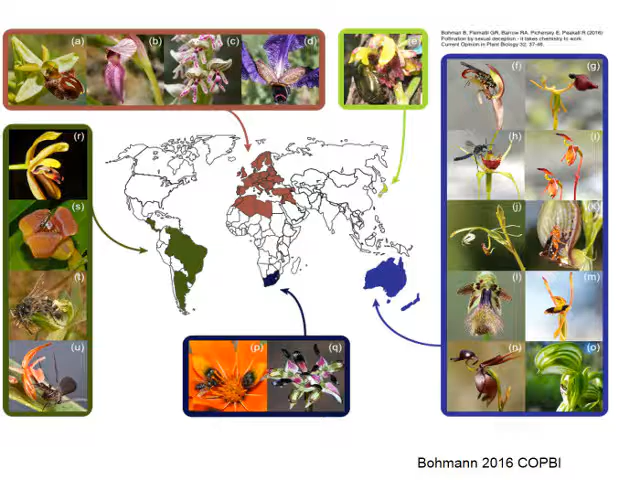 Bohman B, Flematti GR, Barrow RA, Pichersky E, Peakall R (2016)
Pollination by sexual deception - it takes chemistry to work.
Current Opinion in Plant Biology 32: 37-46.
(a) (b) (c) (d) (e)
(f) (g)
(r)
(h) (i)
(s)
(j) (k)
(t)
(l) (m)
(u)
(p) (q)
(n) (o)
Bohmann 2016 COPBI